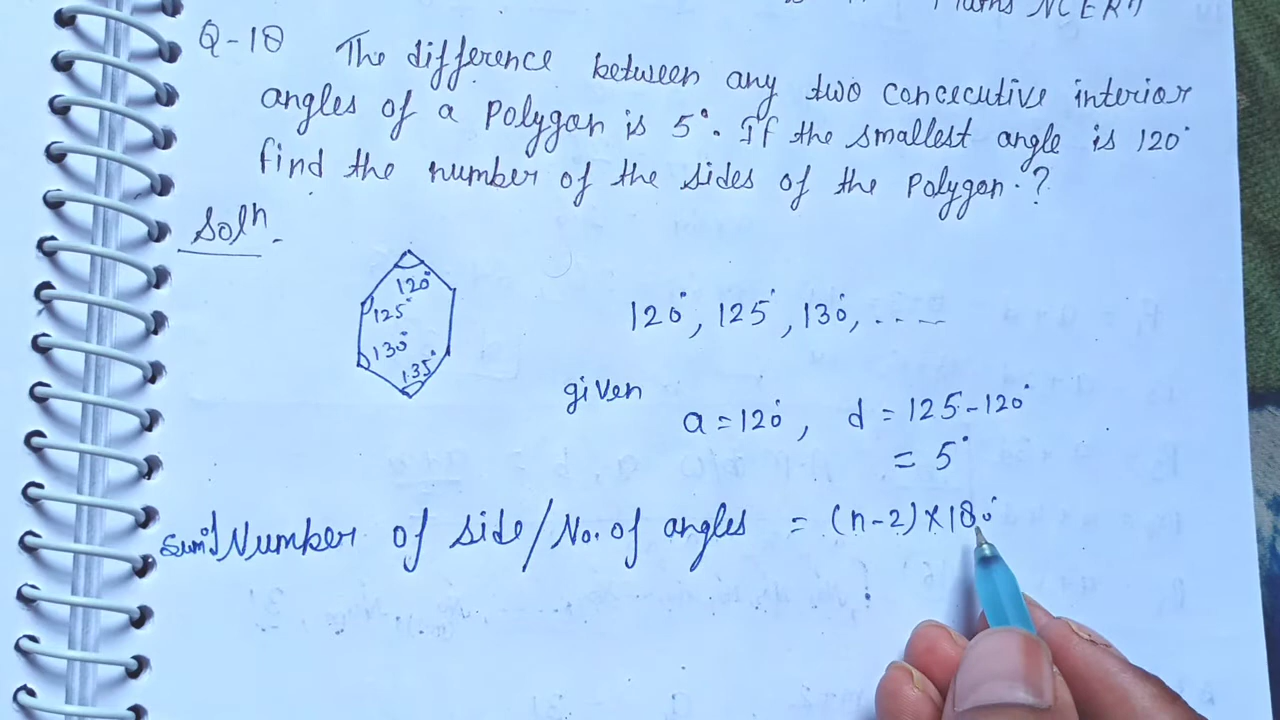 Maths NCERT
Q-18 The difference between any two concecutive interior
angles of a Polygon is 5°. If the smallest angle is 120°
find the number of the sides of the Polygon.?
Solⁿ.
120°
125°
130°
135°
120°, 125°, 130°, ....
given
a = 120°, d = 125-120°
= 5°
sum of Number of side/No. of angles = (n-2)×180°